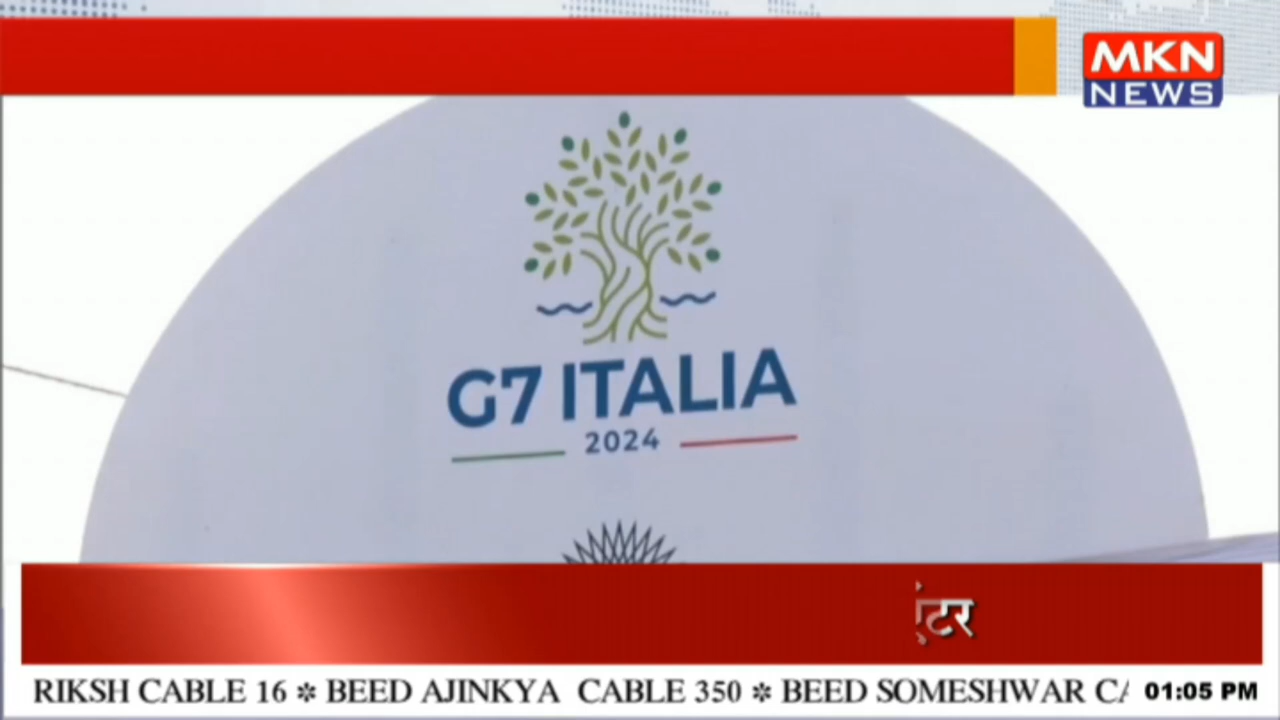 MKN
NEWS
G7 ITALIA
2024
RIKSH CABLE 16 ✼ BEED AJINKYA CABLE 350 ✼ BEED SOMESHWAR
01:05 PM